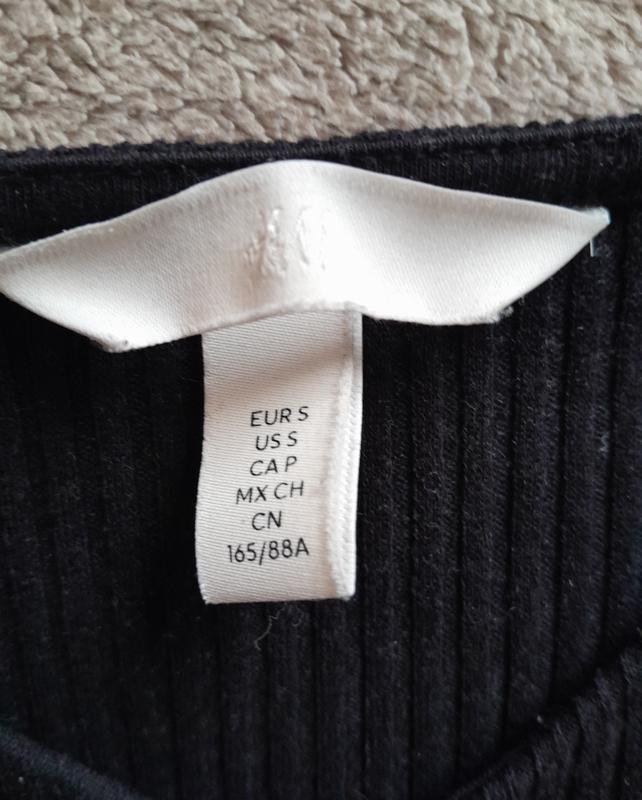 H&M
EUR S
US S
CA P
MX CH
CN
165/88A